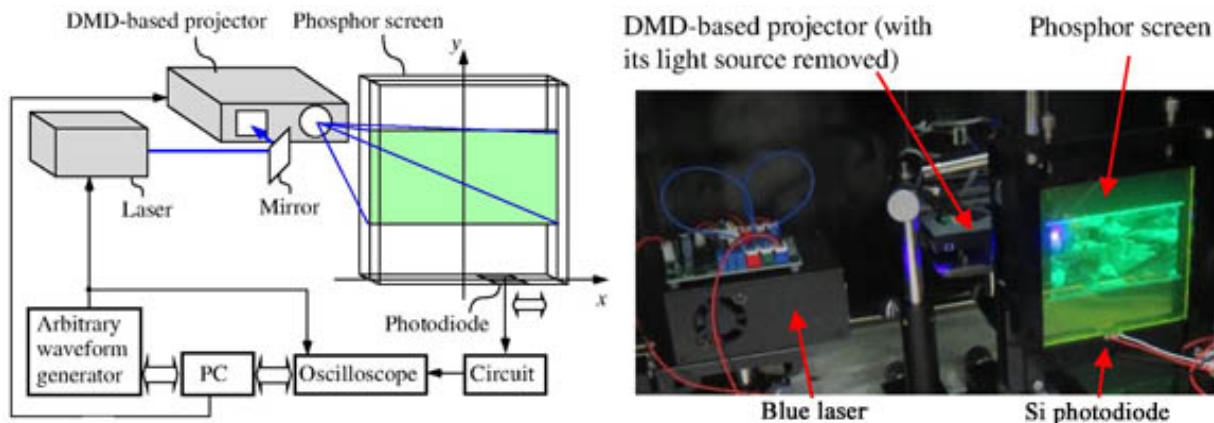 DMD-based projector
Phosphor screen
y
Laser
Mirror
x
Photodiode
Arbitrary
waveform
generator
PC
Oscilloscope
Circuit
DMD-based projector (with
its light source removed)
Phosphor screen
Blue laser
Si photodiode